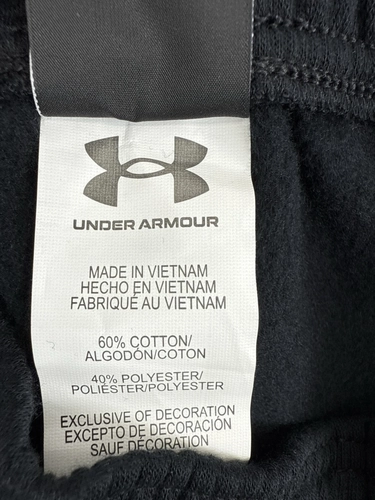 UNDER ARMOUR
MADE IN VIETNAM
HECHO EN VIETNAM
FABRIQUÉ AU VIETNAM
60% COTTON/
ALGODÓN/COTON
40% POLYESTER/
POLIÉSTER/POLYESTER
EXCLUSIVE OF DECORATION
EXCEPTO DE DECORACIÓN
SAUF DÉCORATION